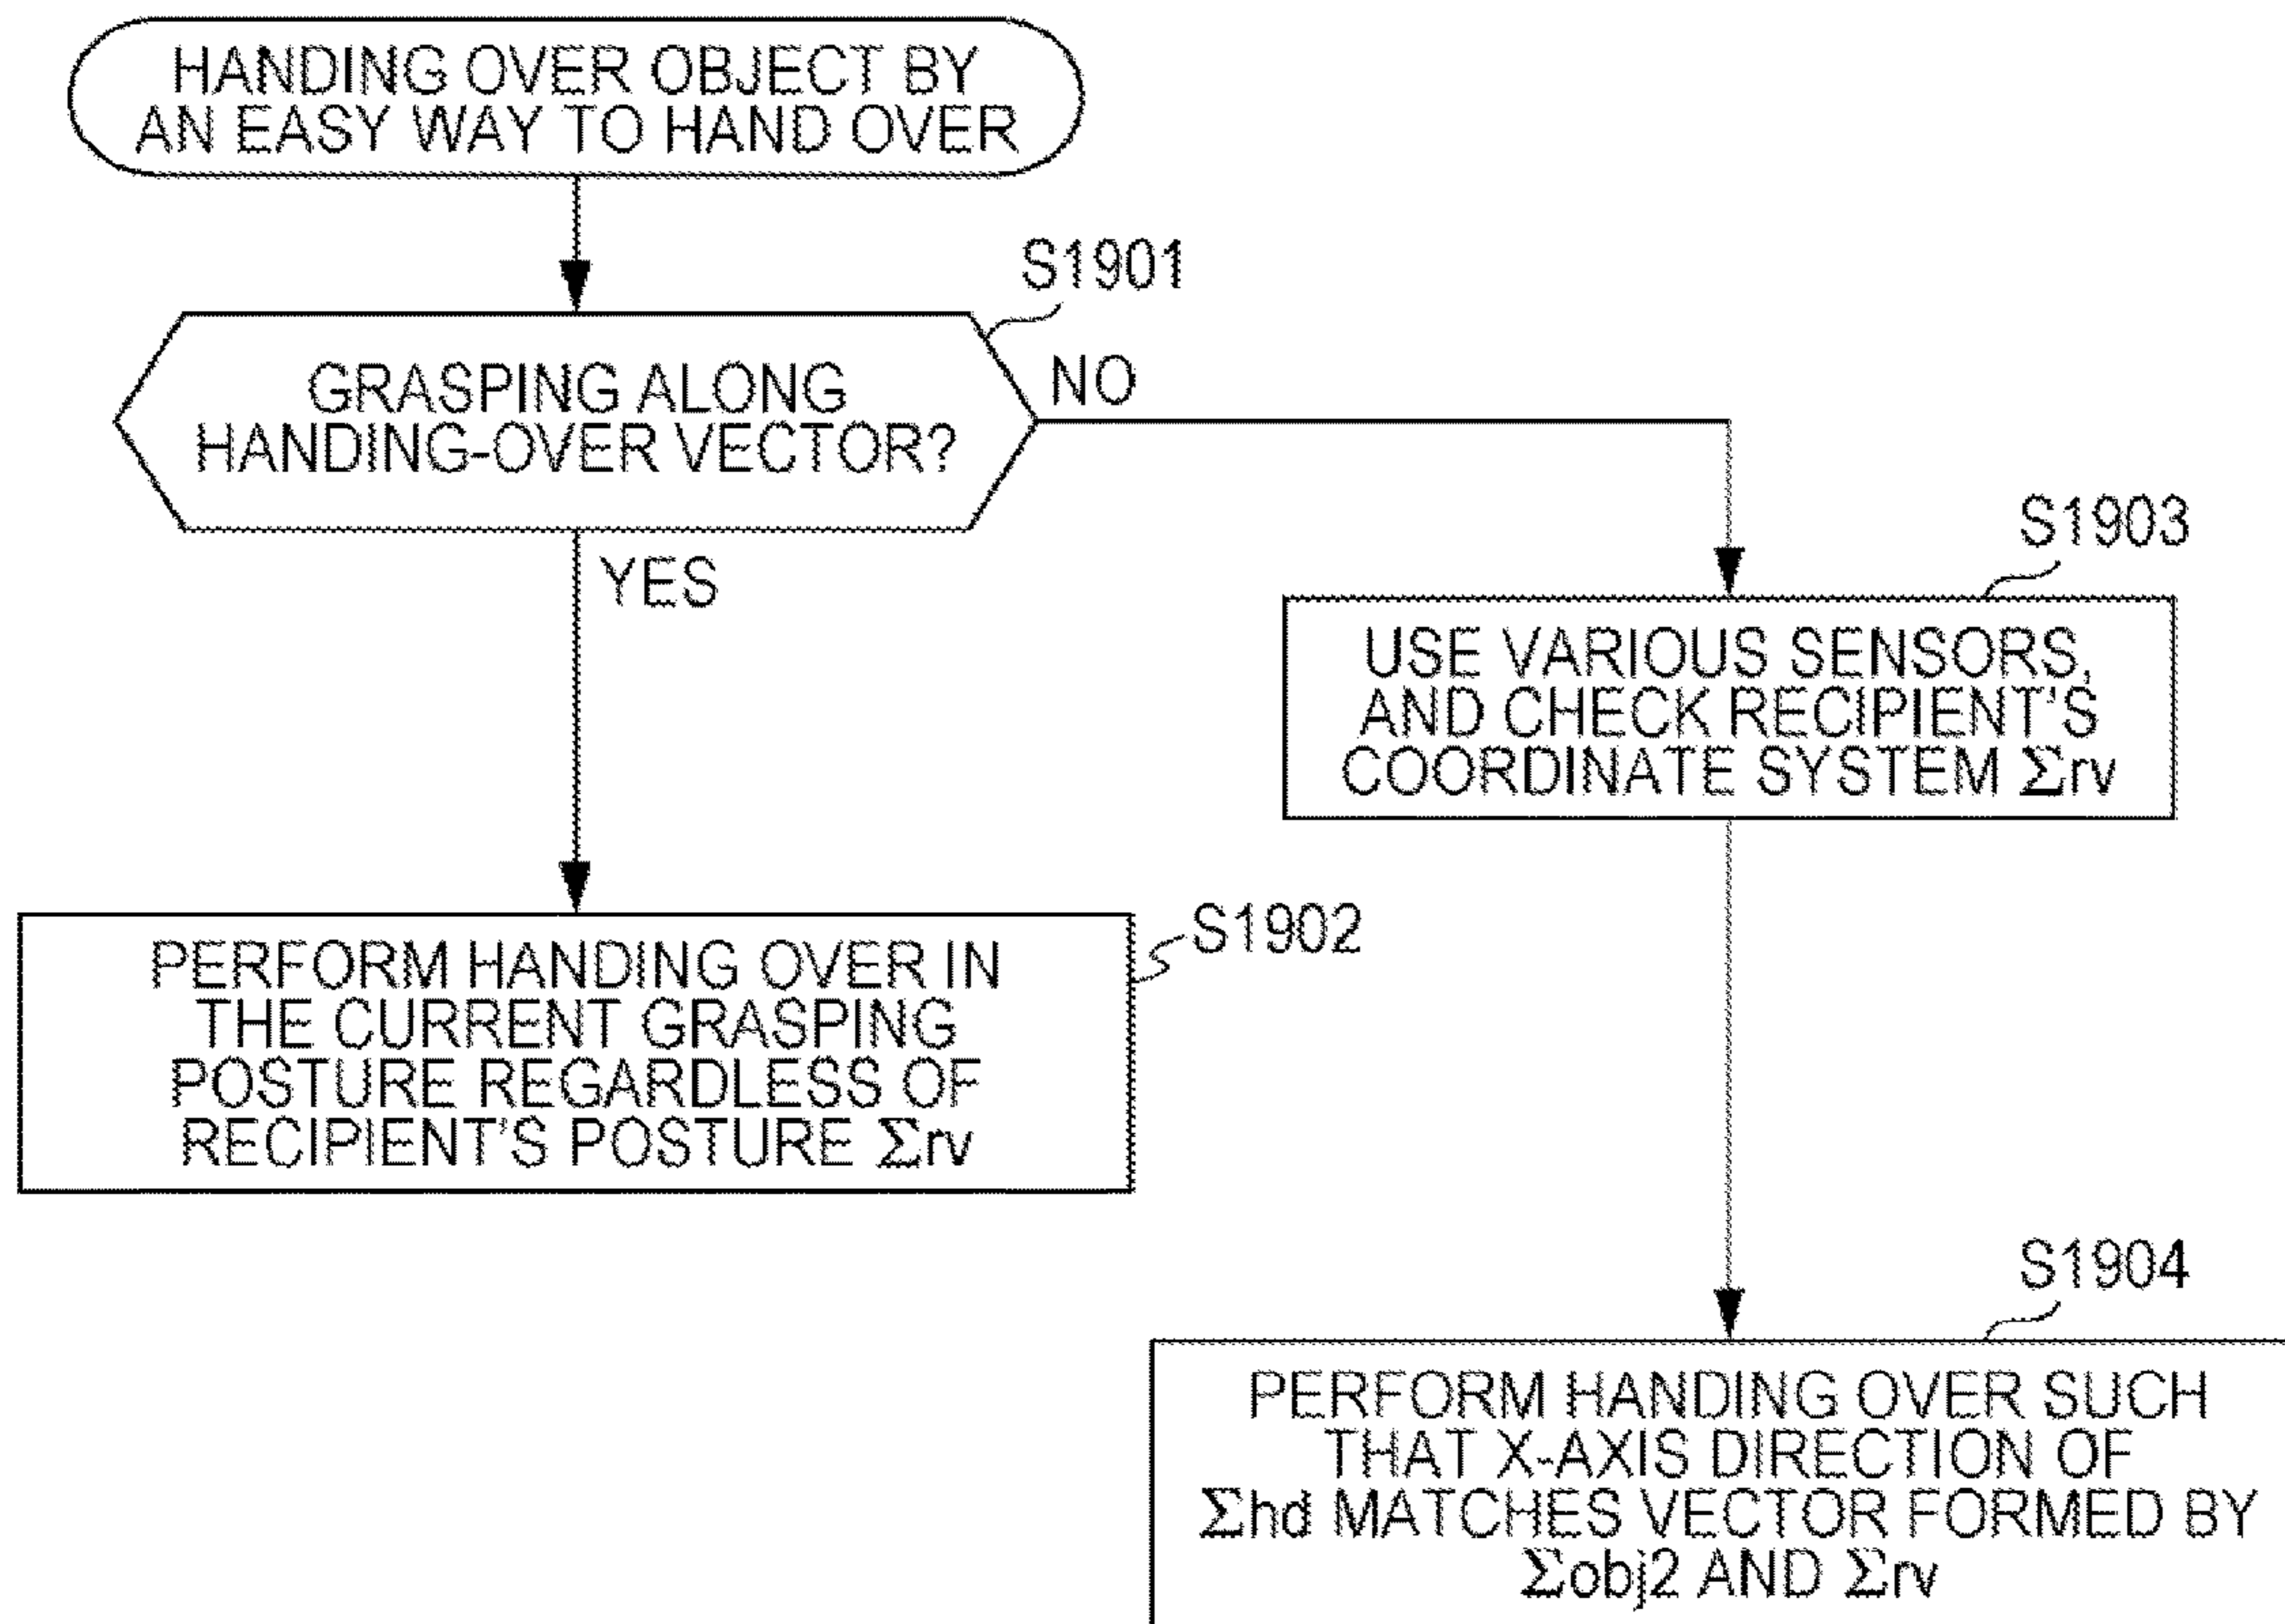 HANDING OVER OBJECT BY
AN EASY WAY TO HAND OVER
S1901
GRASPING ALONG
HANDING-OVER VECTOR?
NO
YES
S1903
USE VARIOUS SENSORS,
AND CHECK RECIPIENT'S
COORDINATE SYSTEM Σrv
S1902
PERFORM HANDING OVER IN
THE CURRENT GRASPING
POSTURE REGARDLESS OF
RECIPIENT'S POSTURE Σrv
S1904
PERFORM HANDING OVER SUCH
THAT X-AXIS DIRECTION OF
Σhd MATCHES VECTOR FORMED BY
Σobj2 AND Σrv